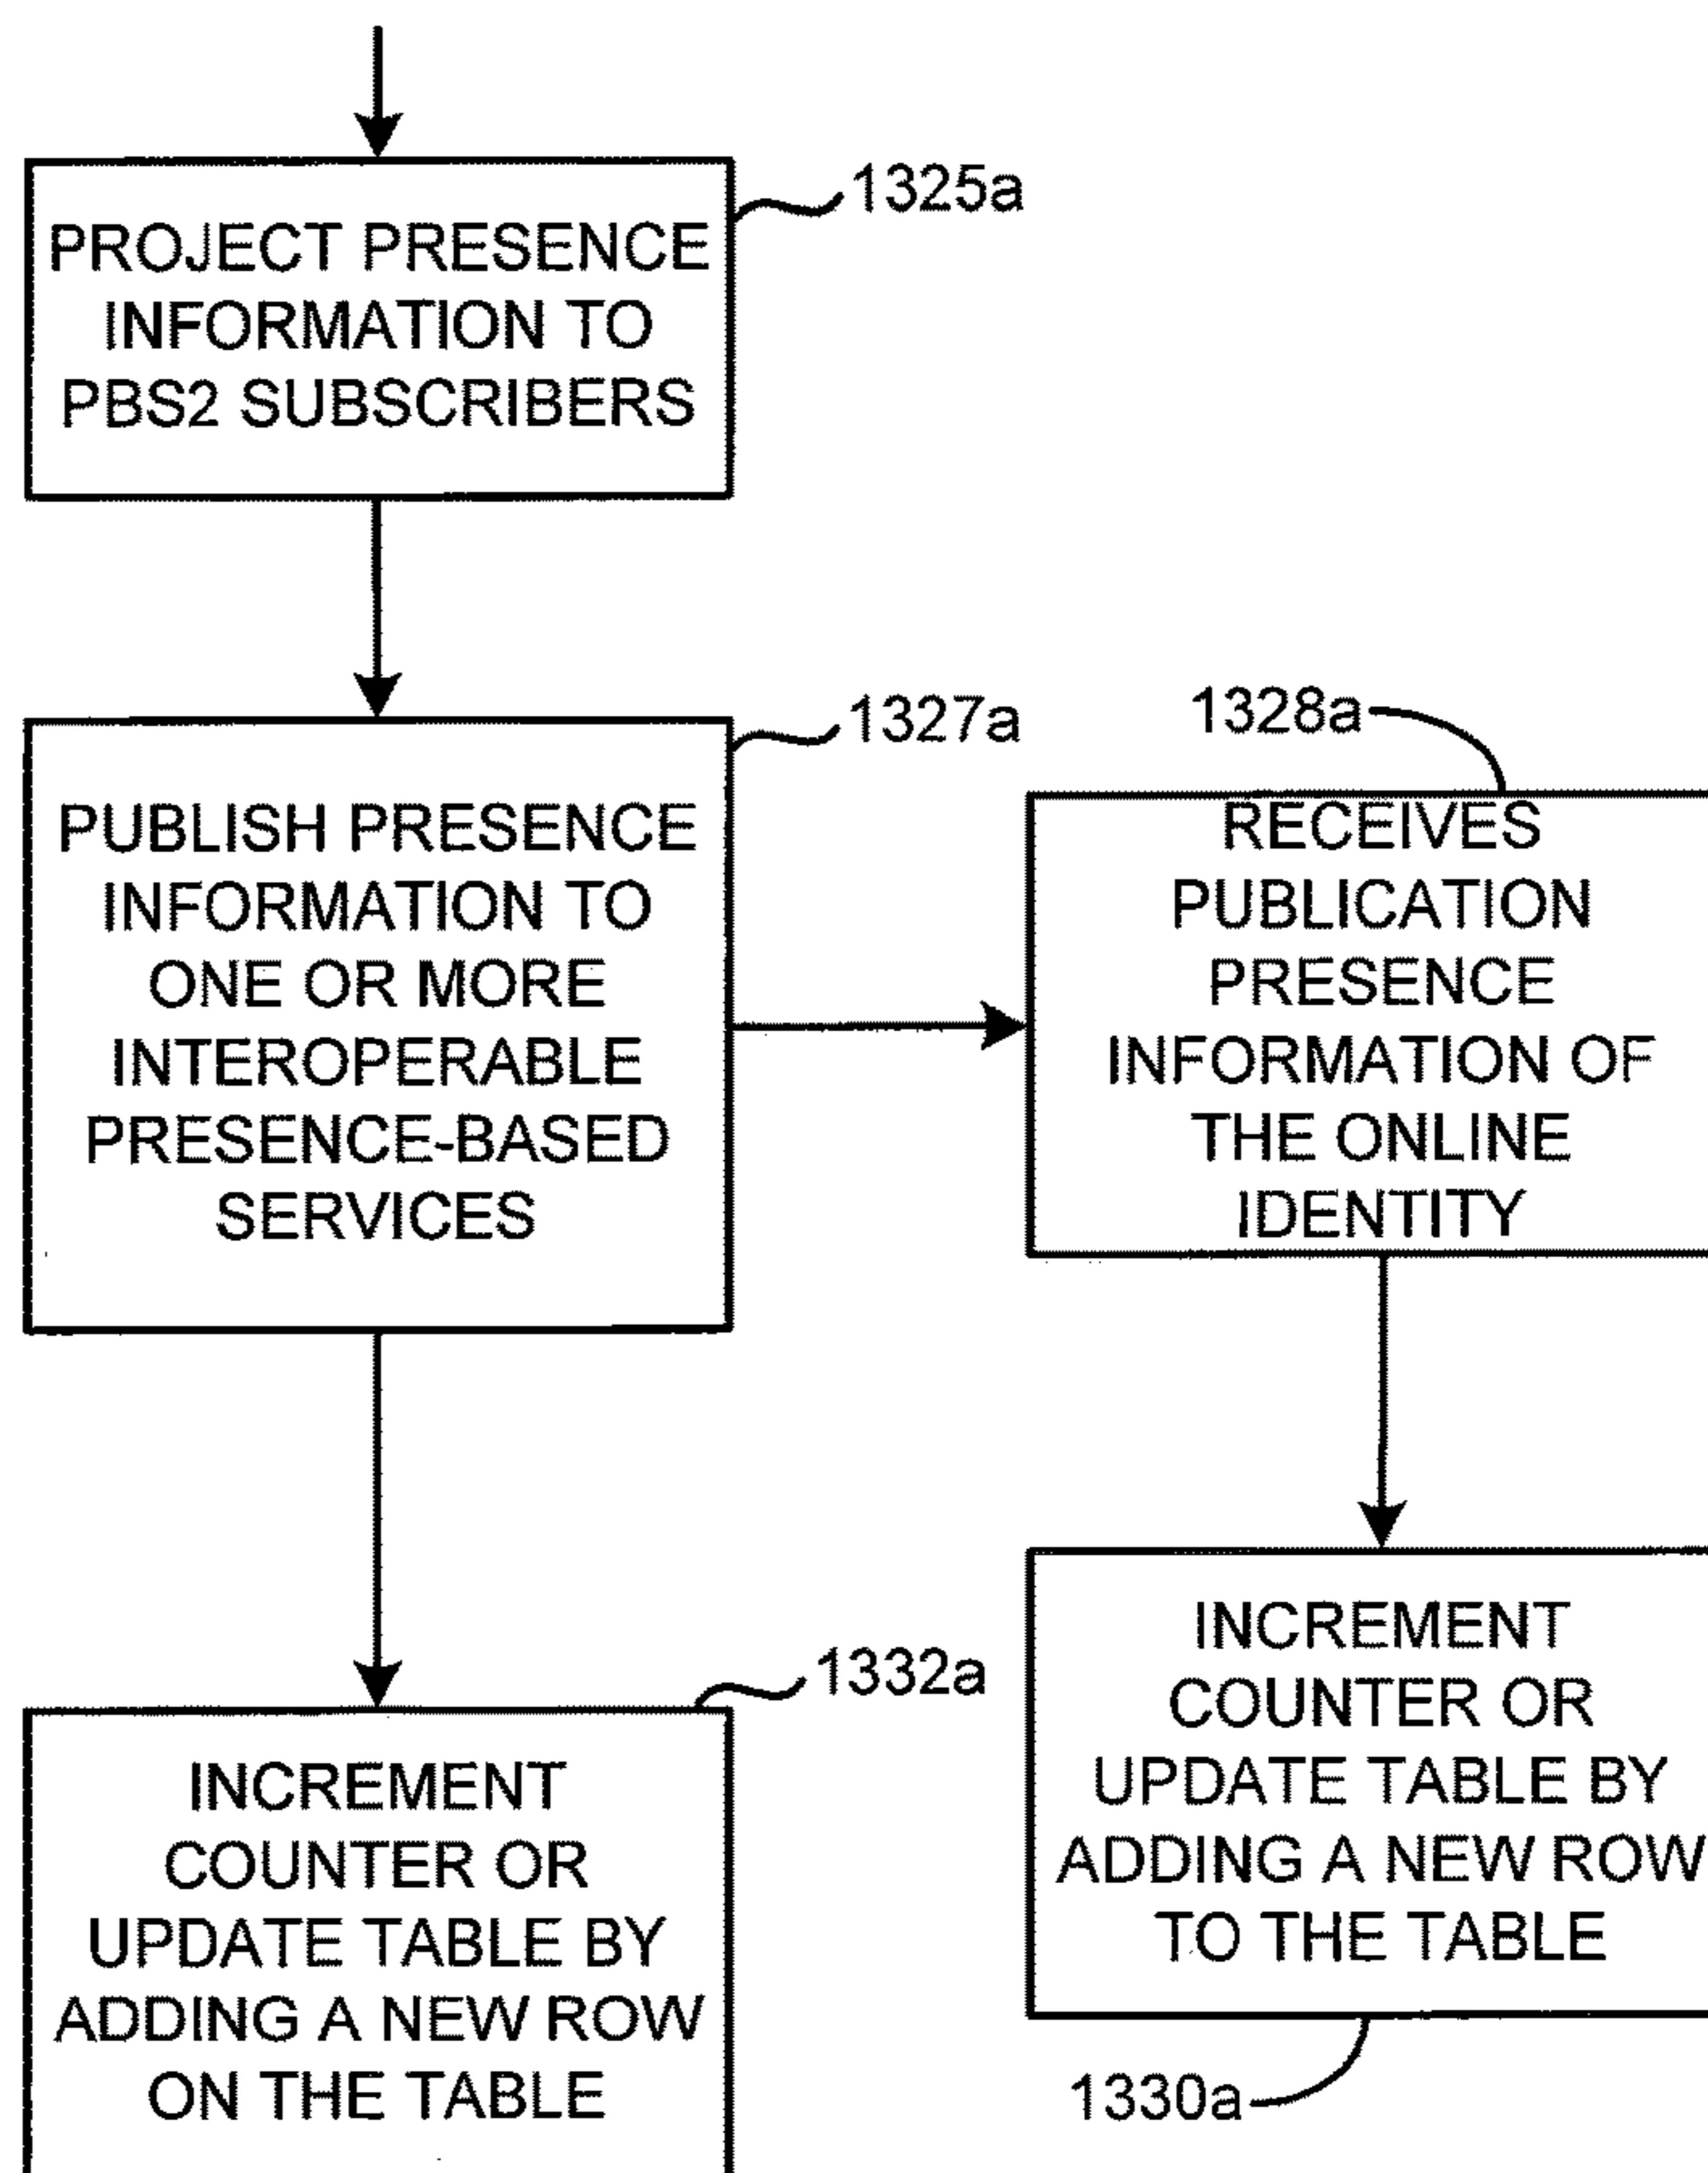 1325a
PROJECT PRESENCE
INFORMATION TO
PBS2 SUBSCRIBERS
1327a
PUBLISH PRESENCE
INFORMATION TO
ONE OR MORE
INTEROPERABLE
PRESENCE-BASED
SERVICES
1328a
RECEIVES
PUBLICATION
PRESENCE
INFORMATION OF
THE ONLINE
IDENTITY
1332a
INCREMENT
COUNTER OR
UPDATE TABLE BY
ADDING A NEW ROW
ON THE TABLE
INCREMENT
COUNTER OR
UPDATE TABLE BY
ADDING A NEW ROW
TO THE TABLE
1330a